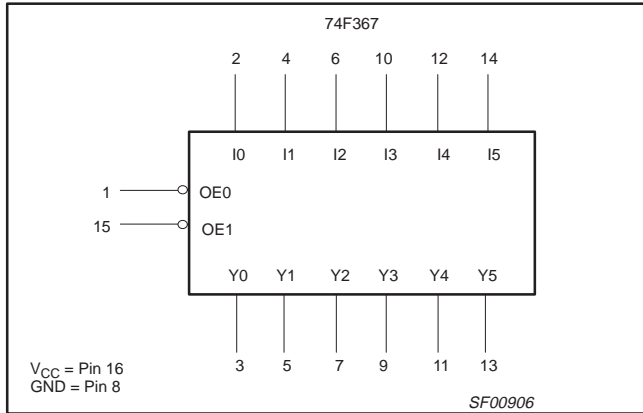 74F367
2 4 6 10 12 14
I0 I1 I2 I3 I4 I5
1 OE0
15 OE1
Y0 Y1 Y2 Y3 Y4 Y5
3 5 7 9 11 13
VCC = Pin 16
GND = Pin 8
SF00906